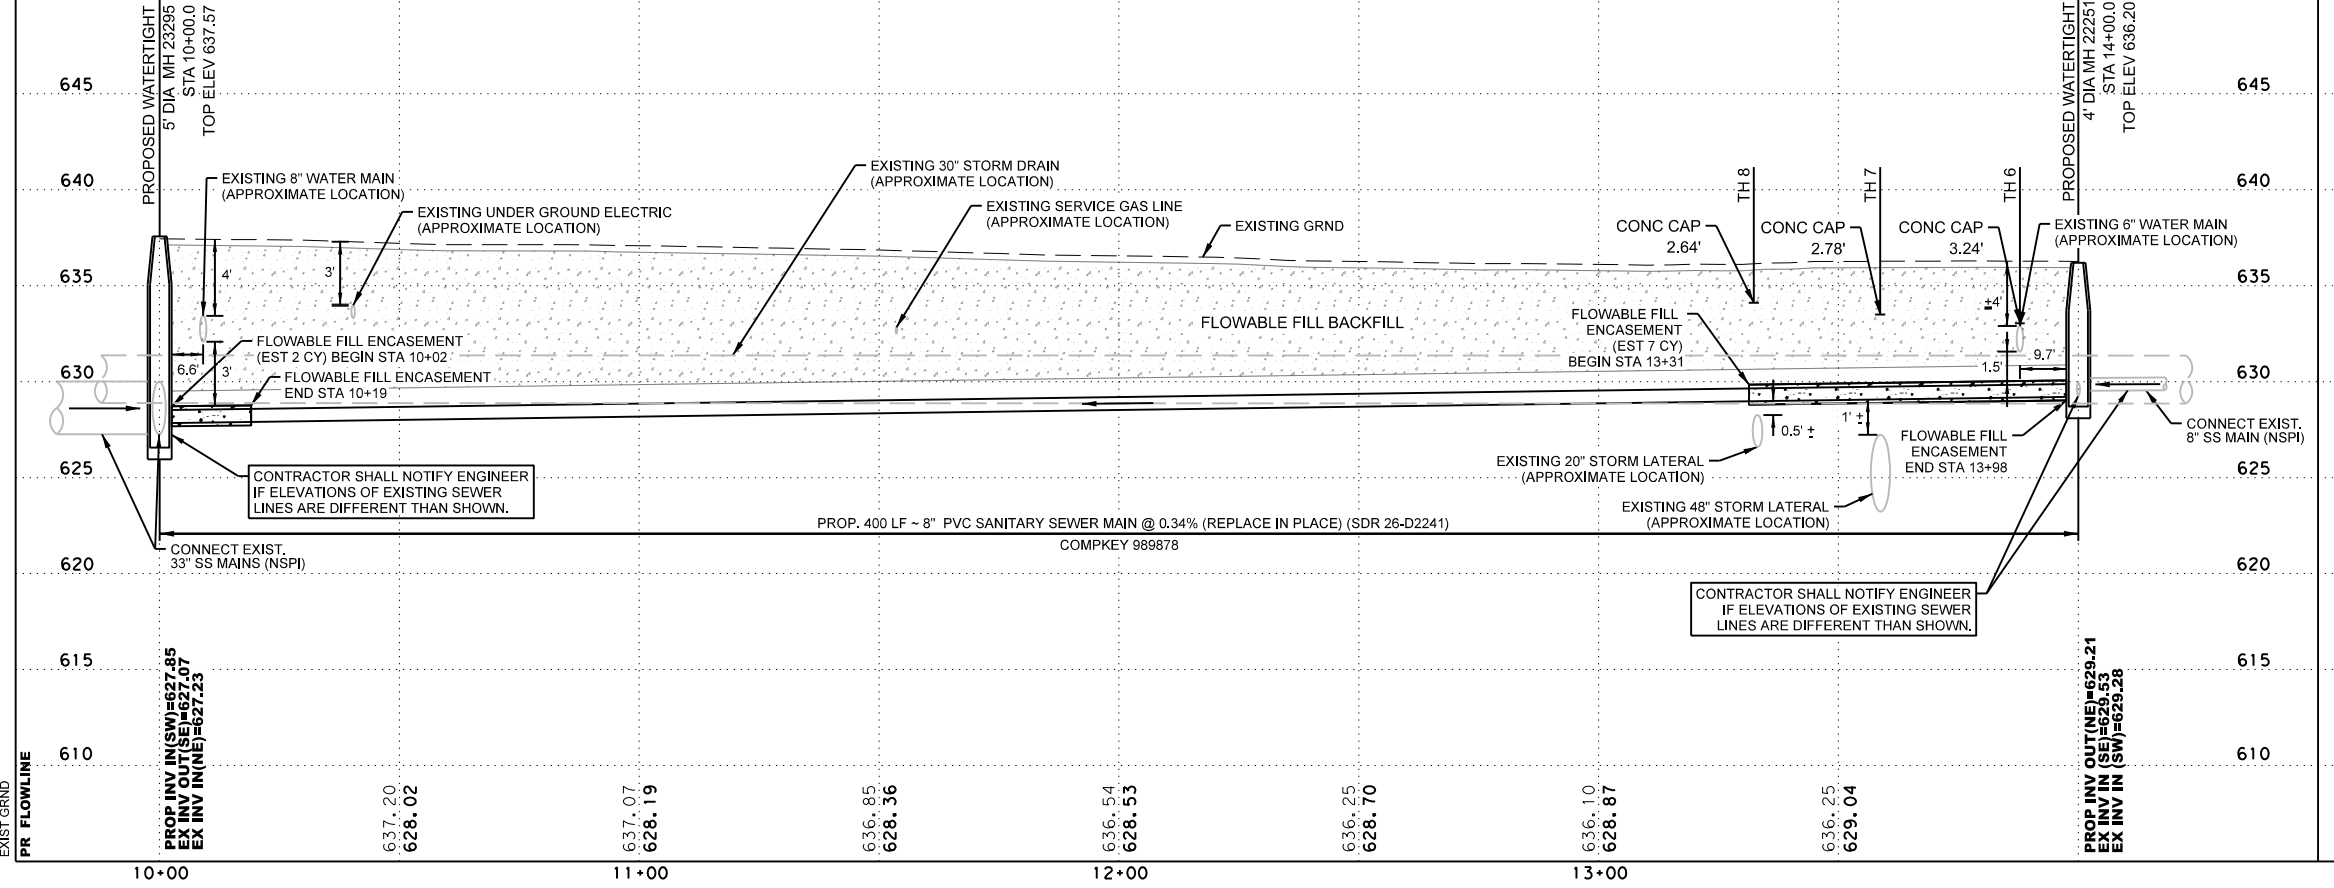 PROPOSED WATERTIGHT
5' DIA MH 23295
STA 10+00.0
TOP ELEV 637.57
PROPOSED WATERTIGHT
4' DIA MH 22251
STA 14+00.0
TOP ELEV 636.20
645
645
640
640
635
635
630
630
625
625
620
620
615
615
610
610
EXISTING 8" WATER MAIN
(APPROXIMATE LOCATION)
EXISTING UNDER GROUND ELECTRIC
(APPROXIMATE LOCATION)
EXISTING 30" STORM DRAIN
(APPROXIMATE LOCATION)
EXISTING SERVICE GAS LINE
(APPROXIMATE LOCATION)
EXISTING GRND
TH 8
TH 7
TH 6
CONC CAP
2.64'
CONC CAP
2.78'
CONC CAP
3.24'
EXISTING 6" WATER MAIN
(APPROXIMATE LOCATION)
4'
3'
±4'
FLOWABLE FILL BACKFILL
FLOWABLE FILL
ENCASEMENT
(EST 7 CY)
BEGIN STA 13+31
FLOWABLE FILL ENCASEMENT
(EST 2 CY) BEGIN STA 10+02
6.6'
3'
FLOWABLE FILL ENCASEMENT
END STA 10+19
9.7'
1.5'
0.5' ±
1' ±
CONNECT EXIST.
8" SS MAIN (NSPI)
FLOWABLE FILL
ENCASEMENT
END STA 13+98
EXISTING 20" STORM LATERAL
(APPROXIMATE LOCATION)
EXISTING 48" STORM LATERAL
(APPROXIMATE LOCATION)
CONTRACTOR SHALL NOTIFY ENGINEER
IF ELEVATIONS OF EXISTING SEWER
LINES ARE DIFFERENT THAN SHOWN.
PROP. 400 LF ~ 8" PVC SANITARY SEWER MAIN @ 0.34% (REPLACE IN PLACE) (SDR 26-D2241)
COMPKEY 989878
CONNECT EXIST.
33" SS MAINS (NSPI)
CONTRACTOR SHALL NOTIFY ENGINEER
IF ELEVATIONS OF EXISTING SEWER
LINES ARE DIFFERENT THAN SHOWN.
EXIST GRND
PR FLOWLINE
PROP INV IN(SW)=627.85
EX INV OUT(SE)=627.07
EX INV IN(NE)=627.23
637.20
628.02
637.07
628.19
636.85
628.36
636.54
628.53
636.25
628.70
636.10
628.87
636.25
629.04
PROP INV OUT(NE)=629.21
EX INV IN (SE)=629.53
EX INV IN (SW)=629.28
10+00
11+00
12+00
13+00